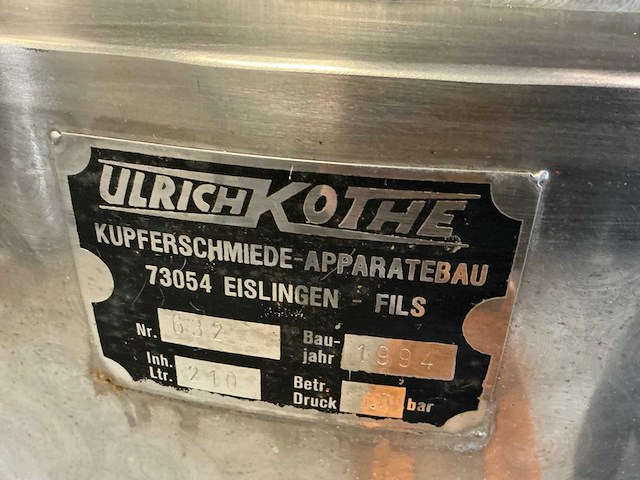 ULRICH KOTHE
KUPFERSCHMIEDE-APPARATEBAU
73054 EISLINGEN - FILS
Nr. 632
Bau-
jahr 1994
Inh.
Ltr. 210
Betr.
Druck bar